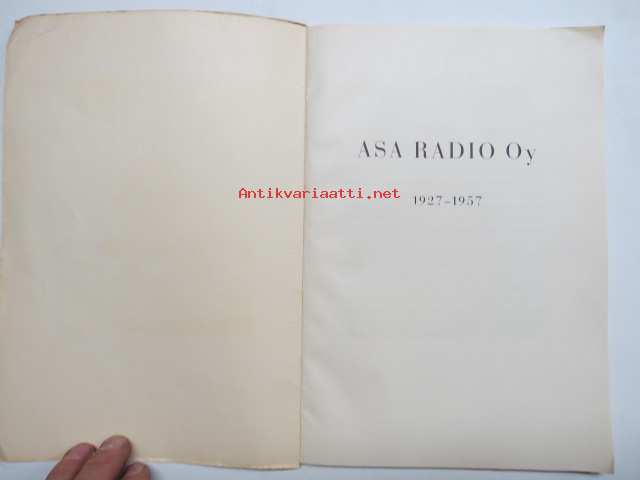 ASA RADIO Oy
Antikvariaatti.net
1927-1957